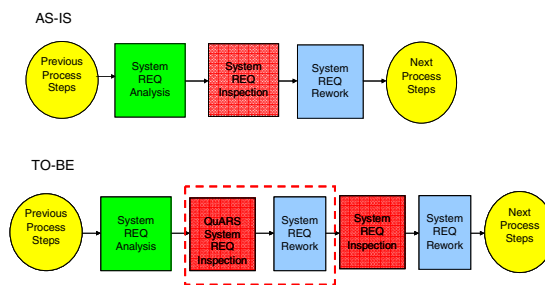 AS-IS
Previous
Process
Steps
System
REQ
Analysis
System
REQ
Inspection
System
REQ
Rework
Next
Process
Steps
TO-BE
Previous
Process
Steps
System
REQ
Analysis
QuARS
System
REQ
Inspection
System
REQ
Rework
System
REQ
Inspection
System
REQ
Rework
Next
Process
Steps